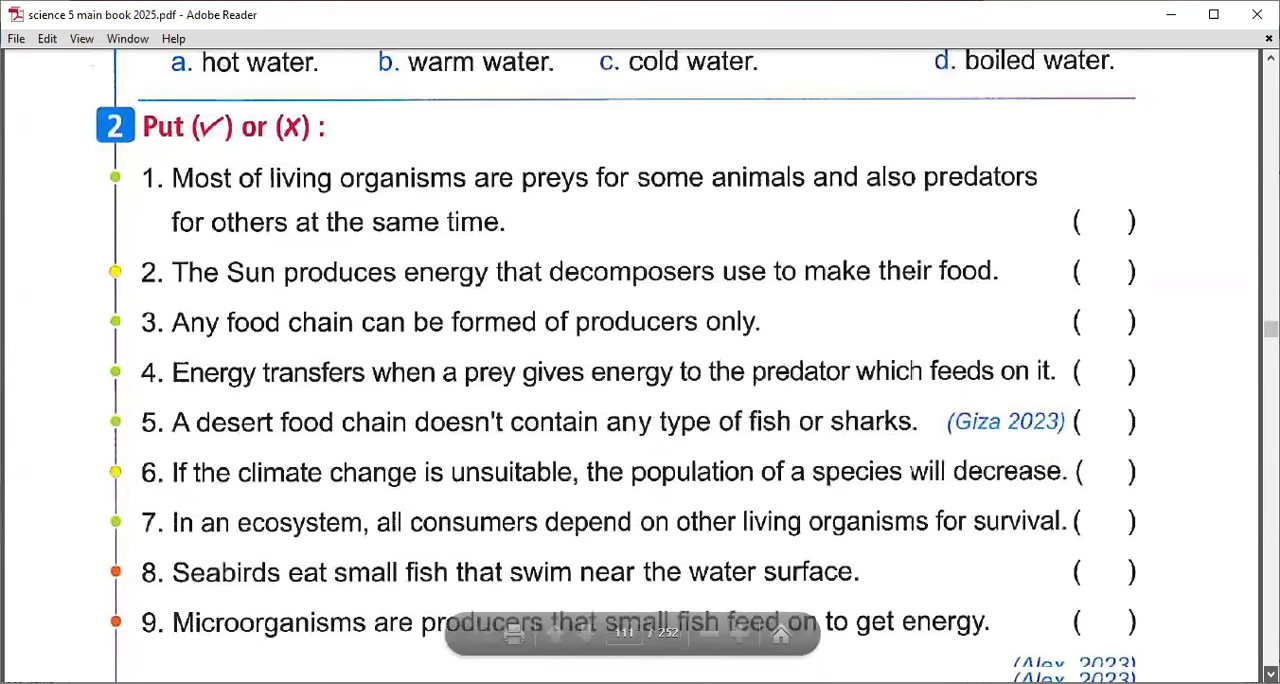 science 5 main book 2025.pdf - Adobe Reader
File Edit View Window Help
a. hot water. b. warm water. c. cold water. d. boiled water.
2 Put (✓) or (✗) :
1. Most of living organisms are preys for some animals and also predators
for others at the same time. ( )
2. The Sun produces energy that decomposers use to make their food. ( )
3. Any food chain can be formed of producers only. ( )
4. Energy transfers when a prey gives energy to the predator which feeds on it. ( )
5. A desert food chain doesn't contain any type of fish or sharks. (Giza 2023) ( )
6. If the climate change is unsuitable, the population of a species will decrease. ( )
7. In an ecosystem, all consumers depend on other living organisms for survival. ( )
8. Seabirds eat small fish that swim near the water surface. ( )
9. Microorganisms are producers that small fish feed on to get energy. ( )
111 / 252
(Alex. 2023)